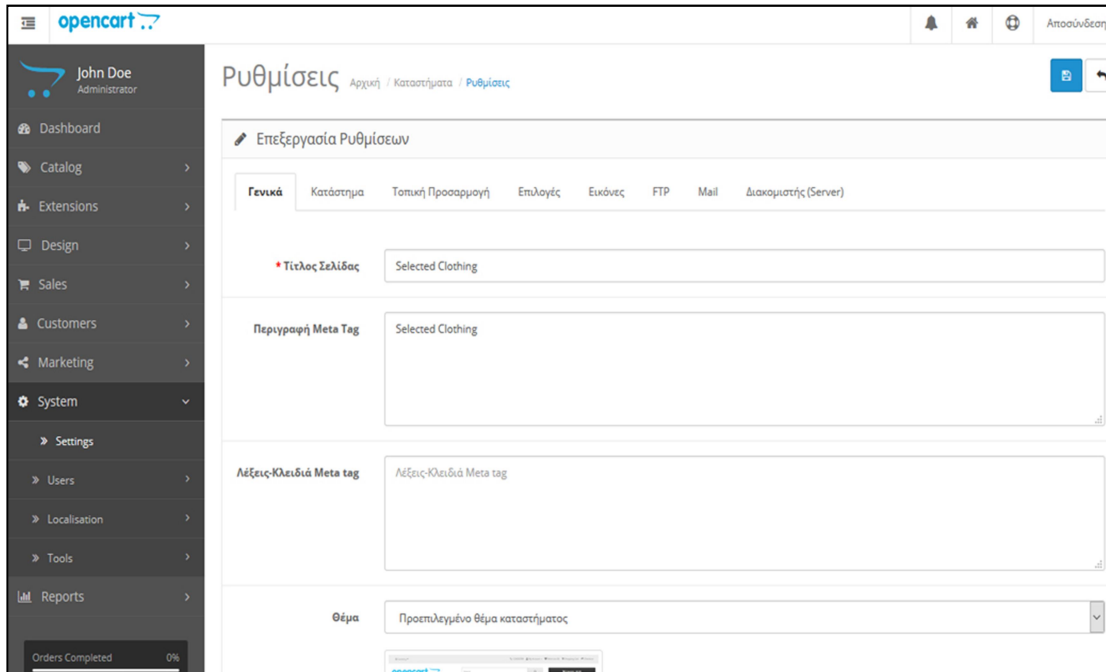 opencart
Αποσύνδεση
John Doe
Administrator
Dashboard
Catalog
Extensions
Design
Sales
Customers
Marketing
System
Settings
Users
Localisation
Tools
Reports
Orders Completed 0%
Ρυθμίσεις
Αρχική / Καταστήματα / Ρυθμίσεις
Επεξεργασία Ρυθμίσεων
Γενικά Κατάστημα Τοπική Προσαρμογή Επιλογές Εικόνες FTP Mail Διακομιστής (Server)
* Τίτλος Σελίδας Selected Clothing
Περιγραφή Meta Tag Selected Clothing
Λέξεις-Κλειδιά Meta tag Λέξεις-Κλειδιά Meta tag
Θέμα Προεπιλεγμένο θέμα καταστήματος
opencart